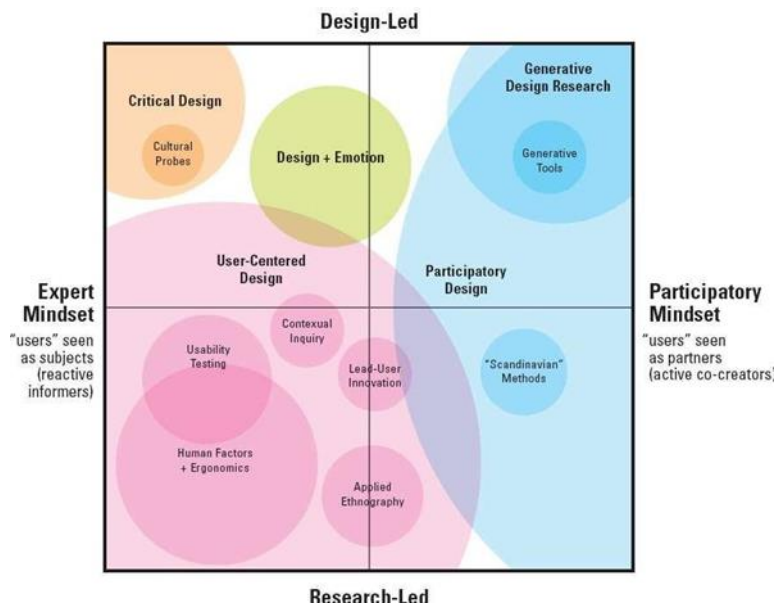 Design-Led
Generative
Design Research
Critical Design
Cultural
Probes
Design + Emotion
Generative
Tools
User-Centered
Design
Participatory
Design
Expert
Mindset
"users" seen
as subjects
(reactive
informers)
Participatory
Mindset
"users" seen
as partners
(active co-creators)
Contexual
Inquiry
Usability
Testing
Lead-User
Innovation
"Scandinavian"
Methods
Human Factors
+ Ergonomics
Applied
Ethnography
Research-Led